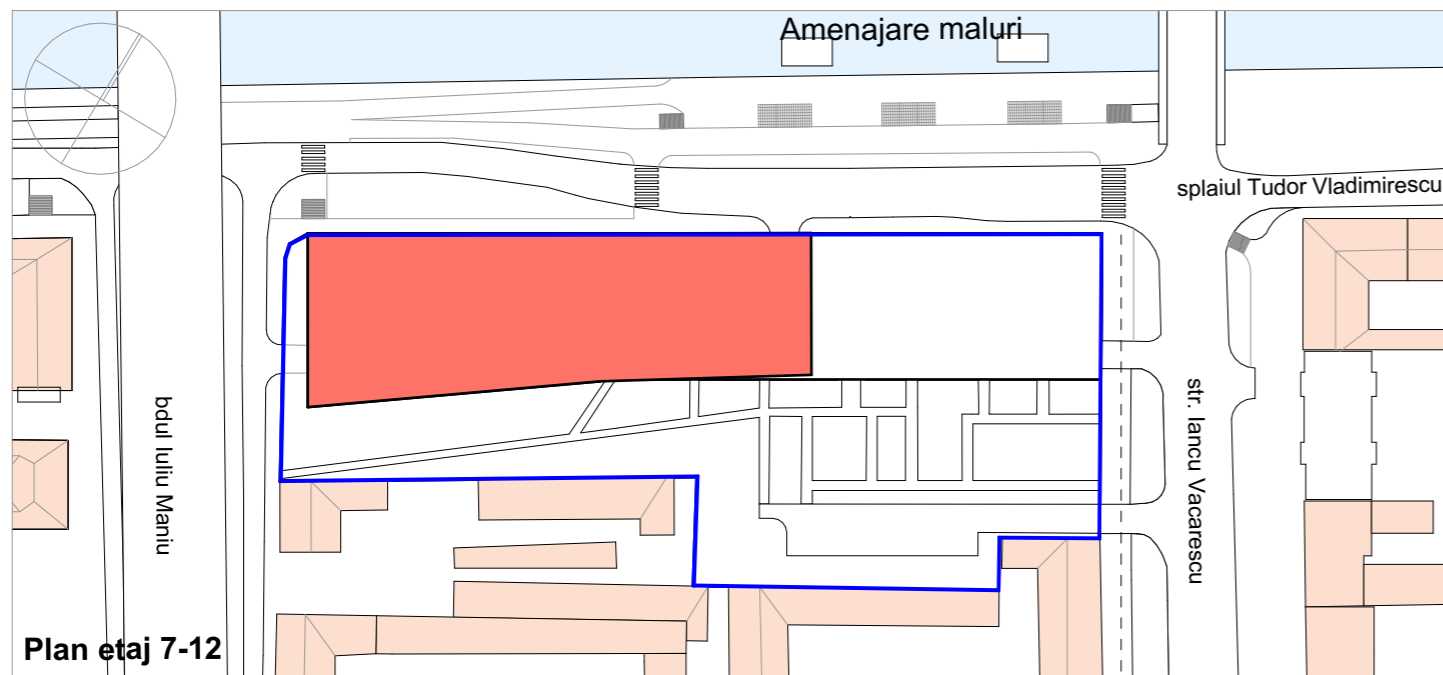 Amenajare maluri
splaiul Tudor Vladimirescu
bdul Iuliu Maniu
str. Iancu Vacarescu
Plan etaj 7-12